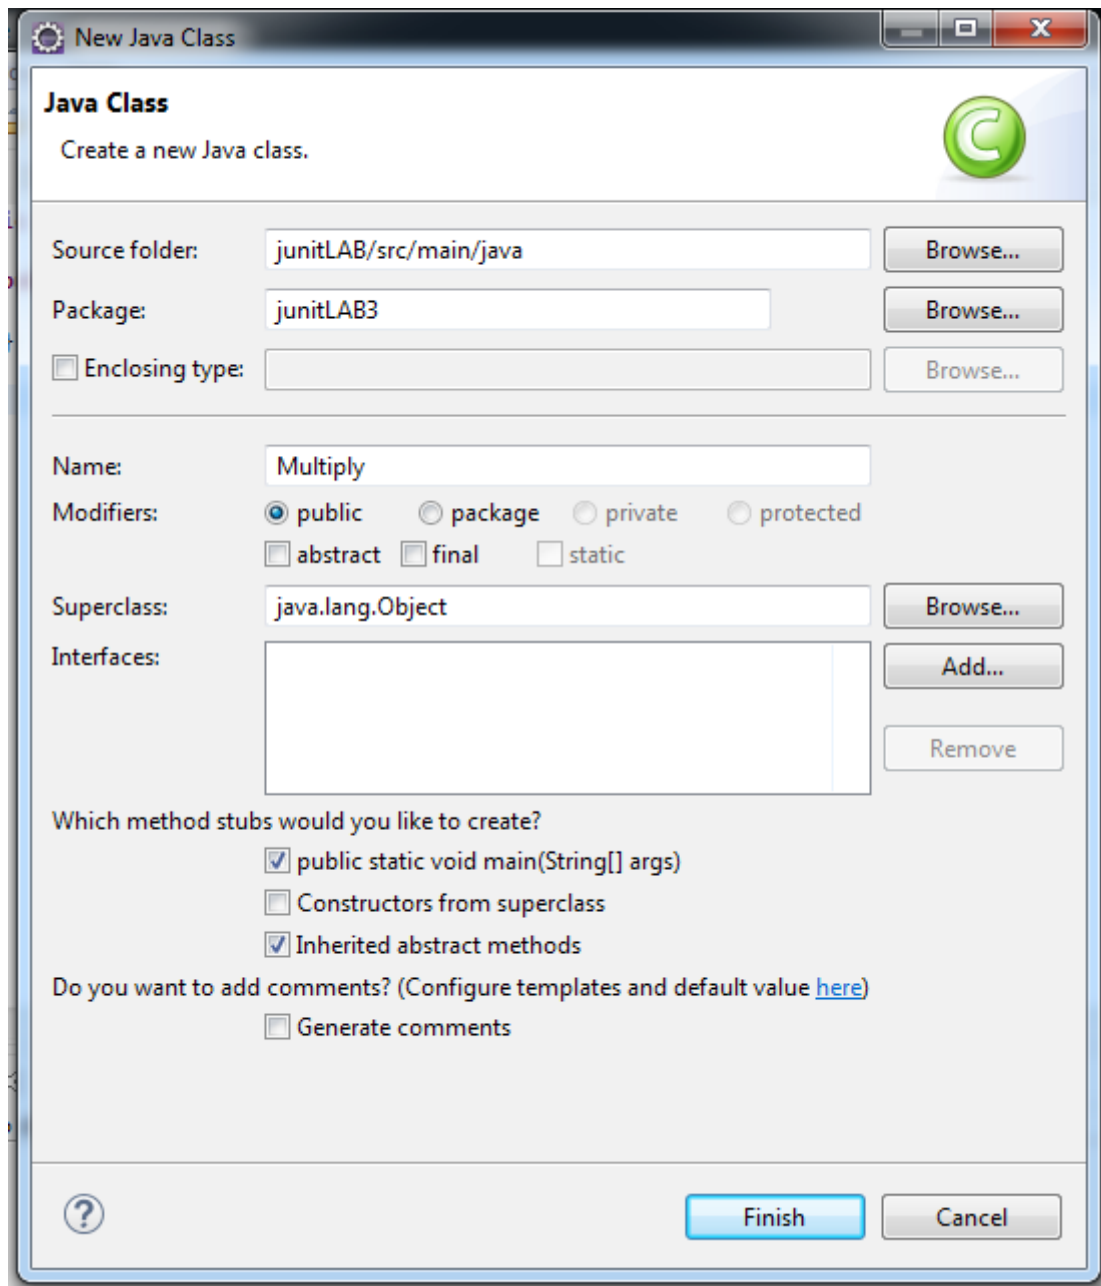 New Java Class
Java Class
Create a new Java class.
Source folder: junitLAB/src/main/java Browse...
Package: junitLAB3 Browse...
Enclosing type: Browse...
Name: Multiply
Modifiers: public package private protected
abstract final static
Superclass: java.lang.Object Browse...
Interfaces: Add...
Remove
Which method stubs would you like to create?
public static void main(String[] args)
Constructors from superclass
Inherited abstract methods
Do you want to add comments? (Configure templates and default value here)
Generate comments
? Finish Cancel